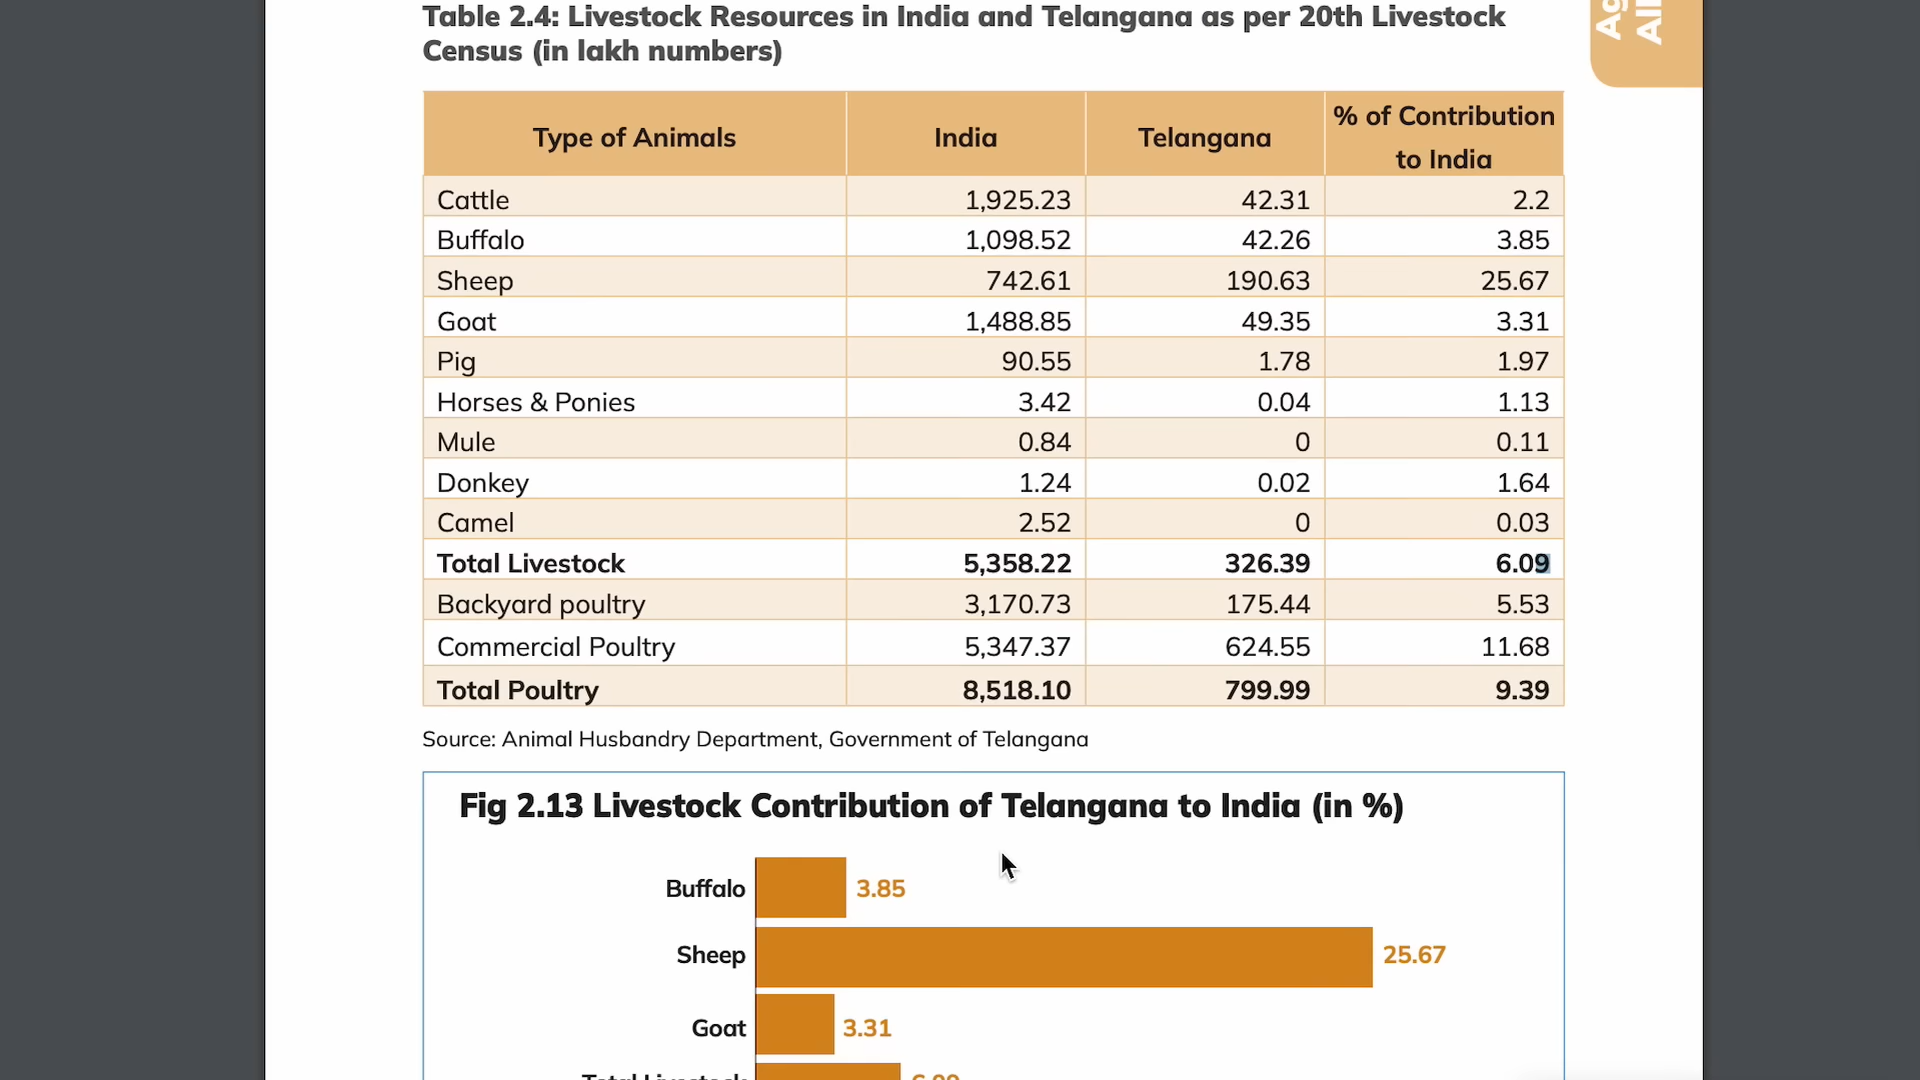 Table 2.4: Livestock Resources in India and Telangana as per 20th Livestock
Census (in lakh numbers)
Type of Animals India Telangana % of Contribution to India
Cattle 1,925.23 42.31 2.2
Buffalo 1,098.52 42.26 3.85
Sheep 742.61 190.63 25.67
Goat 1,488.85 49.35 3.31
Pig 90.55 1.78 1.97
Horses & Ponies 3.42 0.04 1.13
Mule 0.84 0 0.11
Donkey 1.24 0.02 1.64
Camel 2.52 0 0.03
Total Livestock 5,358.22 326.39 6.09
Backyard poultry 3,170.73 175.44 5.53
Commercial Poultry 5,347.37 624.55 11.68
Total Poultry 8,518.10 799.99 9.39
Source: Animal Husbandry Department, Government of Telangana
Fig 2.13 Livestock Contribution of Telangana to India (in %)
Buffalo 3.85
Sheep 25.67
Goat 3.31
Total Livestock